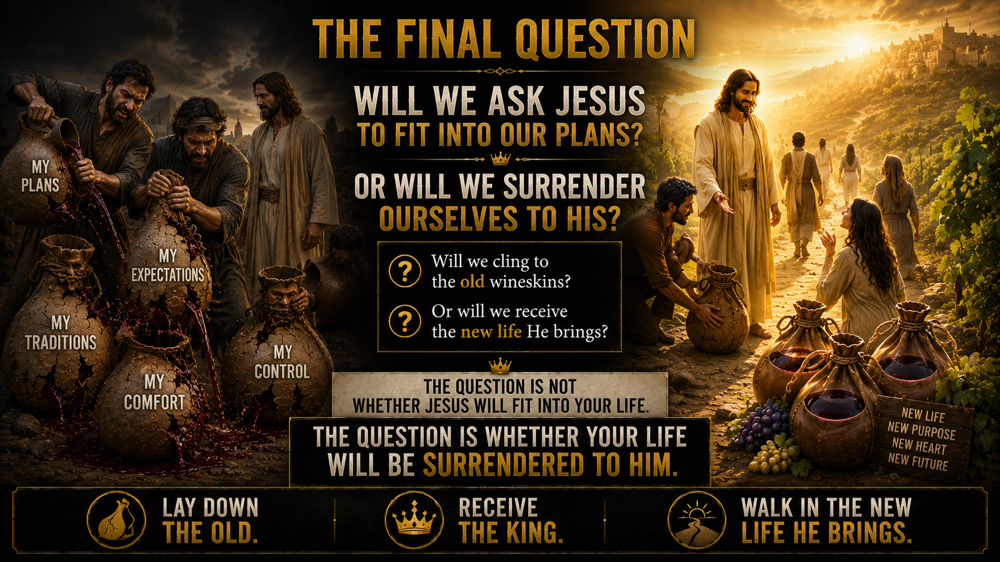 THE FINAL QUESTION
WILL WE ASK JESUS
TO FIT INTO OUR PLANS?
OR WILL WE SURRENDER
OURSELVES TO HIS?
? Will we cling to
the old wineskins?
? Or will we receive
the new life He brings?
THE QUESTION IS NOT
WHETHER JESUS WILL FIT INTO YOUR LIFE.
THE QUESTION IS WHETHER YOUR LIFE
WILL BE SURRENDERED TO HIM.
MY
PLANS
MY
EXPECTATIONS
MY
TRADITIONS
MY
CONTROL
MY
COMFORT
NEW LIFE
NEW PURPOSE
NEW HEART
NEW FUTURE
LAY DOWN
THE OLD.
RECEIVE
THE KING.
WALK IN THE NEW
LIFE HE BRINGS.